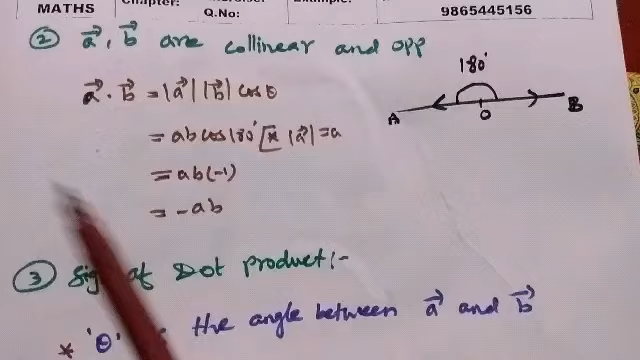 MATHS Chapter: Example:
Q.No: 9865445156
② a⃗, b⃗ are collinear and opp
a⃗ . b⃗ = |a⃗| |b⃗| cos θ
180°
A O B
= ab cos 180° [∵ |a⃗| = a
= ab(-1)
= -ab
③ of Dot product:-
* 'θ' the angle between a⃗ and b⃗